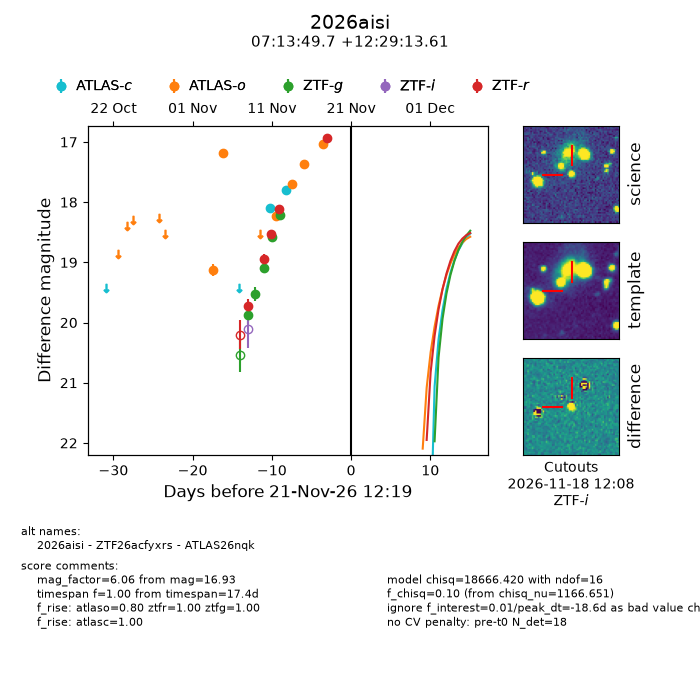 2026aisi
07:13:49.7 +12:29:13.61
ATLAS-c
ATLAS-o
ZTF-g
ZTF-i
ZTF-r
22 Oct
01 Nov
11 Nov
21 Nov
01 Dec
17
18
19
20
21
22
Difference magnitude
−30
−20
−10
0
10
Days before 21-Nov-26 12:19
science
template
difference
Cutouts
2026-11-18 12:08
ZTF-i
alt names:
2026aisi - ZTF26acfyxrs - ATLAS26nqk
score comments:
mag_factor=6.06 from mag=16.93
timespan f=1.00 from timespan=17.4d
f_rise: atlaso=0.80 ztfr=1.00 ztfg=1.00
f_rise: atlasc=1.00
model chisq=18666.420 with ndof=16
f_chisq=0.10 (from chisq_nu=1166.651)
ignore f_interest=0.01/peak_dt=-18.6d as bad value ch
no CV penalty: pre-t0 N_det=18